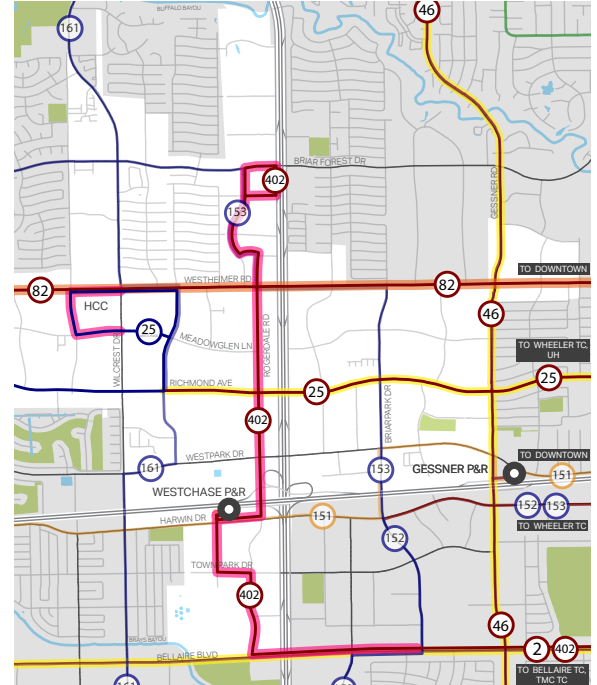 BUFFALO BAYOU
46
161
BRIAR FOREST DR
402
153
GESSNER RD
TO DOWNTOWN
WESTHEIMER RD
82
82
HCC
46
25
MEADOWGLEN LN
WILCREST DR
ROGERDALE RD
TO WHEELER TC,
UH
RICHMOND AVE
25
25
BRIARPARK DR
402
WESTPARK DR
161
153
GESSNER P&R
TO DOWNTOWN
151
WESTCHASE P&R
HARWIN DR
151
152
153
TO WHEELER TC
152
TOWNPARK DR
402
46
BRAYS BAYOU
BELLAIRE BLVD
2
402
TO BELLAIRE TC,
TMC TC
161